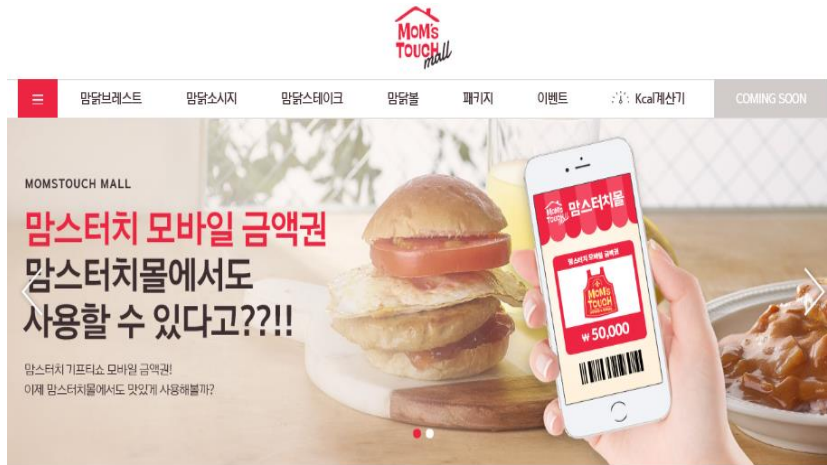 MOM's
TOUCH
mall
맘닭브레스트 맘닭소시지 맘닭스테이크 맘닭볼 패키지 이벤트 Kcal계산기 COMING SOON
MOMSTOUCH MALL
맘스터치 모바일 금액권
맘스터치몰에서도
사용할 수 있다고??!!
맘스터치 기프티쇼 모바일 금액권!
이제 맘스터치몰에서도 맛있게 사용해볼까?
MOM's
TOUCH
맘스터치몰
맘스터치 모바일 금액권
MOM's
TOUCH
₩ 50,000